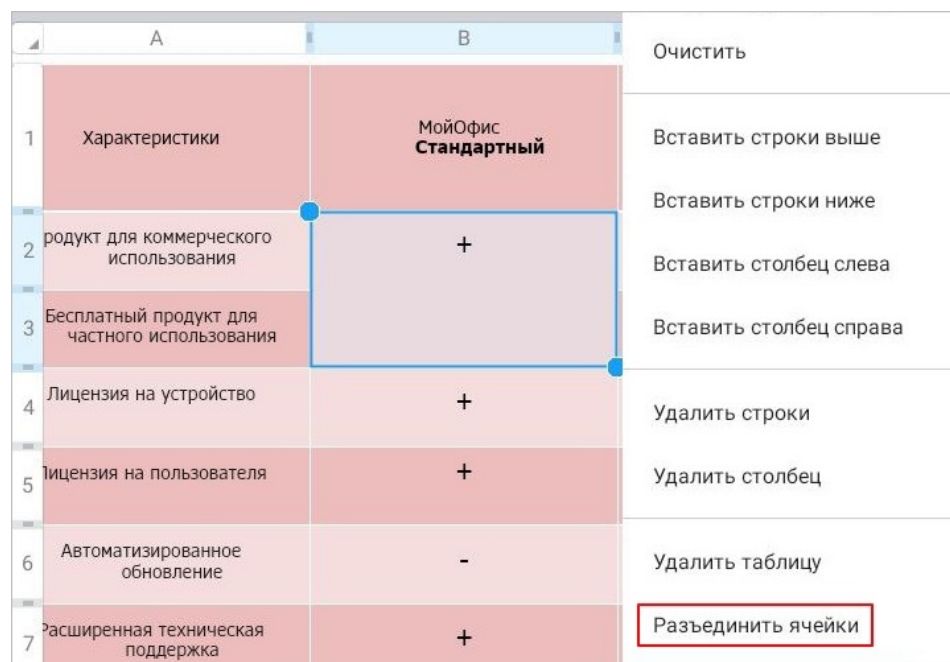 A B
1 Характеристики МойОфис
Стандартный
2 родукт для коммерческого
использования +
3 Бесплатный продукт для
частного использования
4 Лицензия на устройство +
5 Лицензия на пользователя +
6 Автоматизированное
обновление -
7 Расширенная техническая
поддержка +
Очистить
Вставить строки выше
Вставить строки ниже
Вставить столбец слева
Вставить столбец справа
Удалить строки
Удалить столбец
Удалить таблицу
Разъединить ячейки